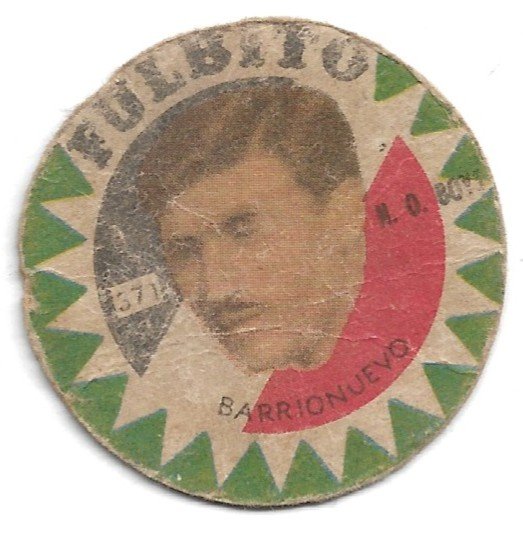 FULBITO
N. O. BOYS
371
BARRIONUEVO